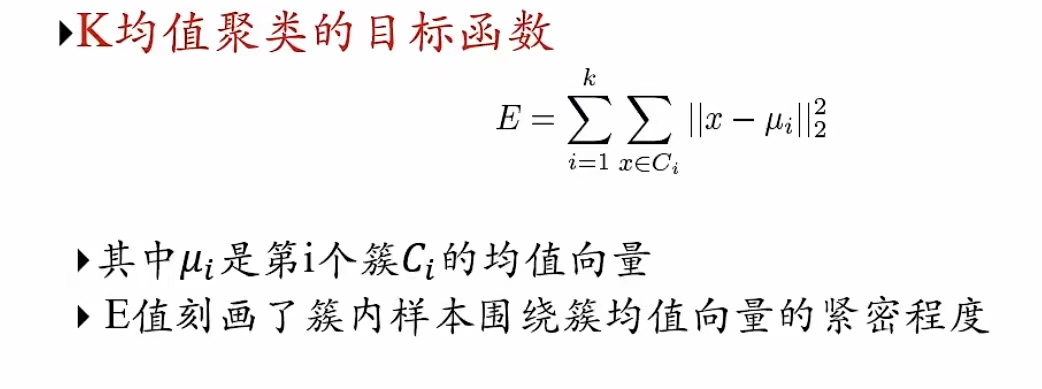 ▶K均值聚类的目标函数
$E = \sum_{i=1}^{k} \sum_{x \in C_i} ||x - \mu_i||_2^2$
▶其中$\mu_i$是第i个簇$C_i$的均值向量
▶E值刻画了簇内样本围绕簇均值向量的紧密程度